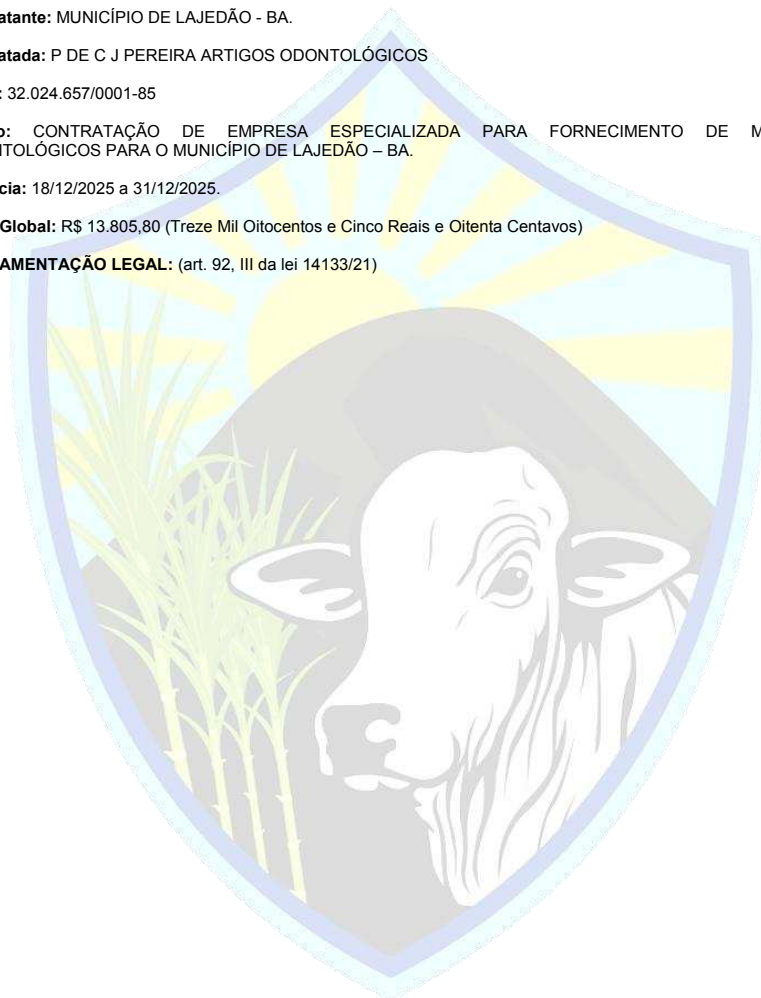 atante: MUNICÍPIO DE LAJEDÃO - BA.
atada: P DE C J PEREIRA ARTIGOS ODONTOLÓGICOS
: 32.024.657/0001-85
o: CONTRATAÇÃO DE EMPRESA ESPECIALIZADA PARA FORNECIMENTO DE M
NTOLÓGICOS PARA O MUNICÍPIO DE LAJEDÃO – BA.
cia: 18/12/2025 a 31/12/2025.
Global: R$ 13.805,80 (Treze Mil Oitocentos e Cinco Reais e Oitenta Centavos)
AMENTAÇÃO LEGAL: (art. 92, III da lei 14133/21)